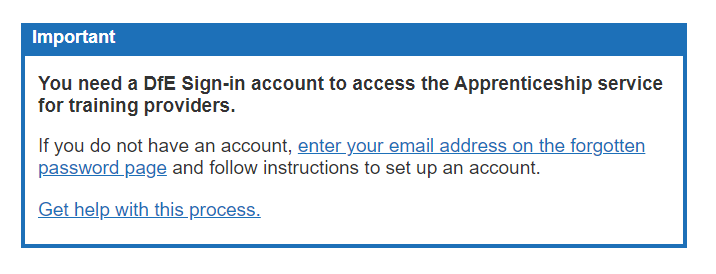 Important
You need a DfE Sign-in account to access the Apprenticeship service
for training providers.
If you do not have an account, enter your email address on the forgotten
password page and follow instructions to set up an account.
Get help with this process.